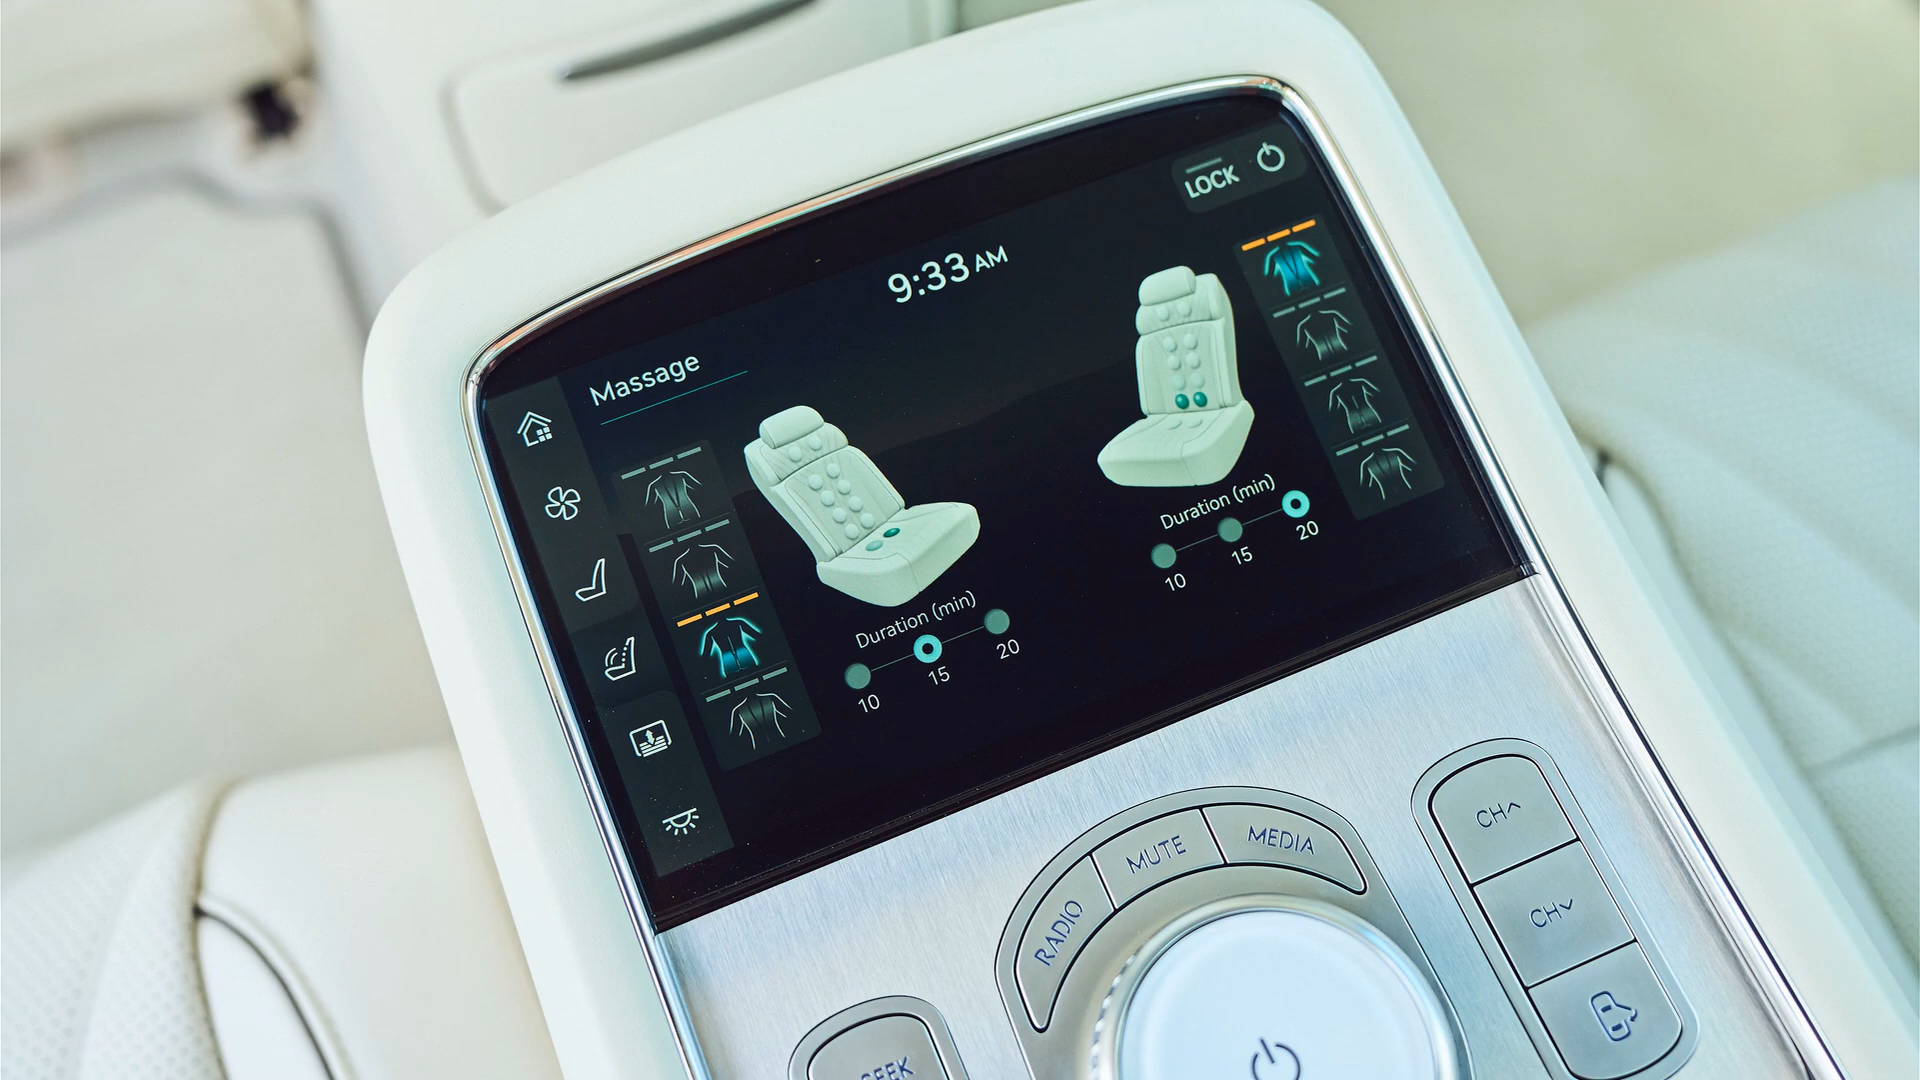 LOCK
9:33 AM
Massage
Duration (min)
10 15 20
Duration (min)
10 15 20
RADIO
MUTE
MEDIA
CH
CH
SEEK